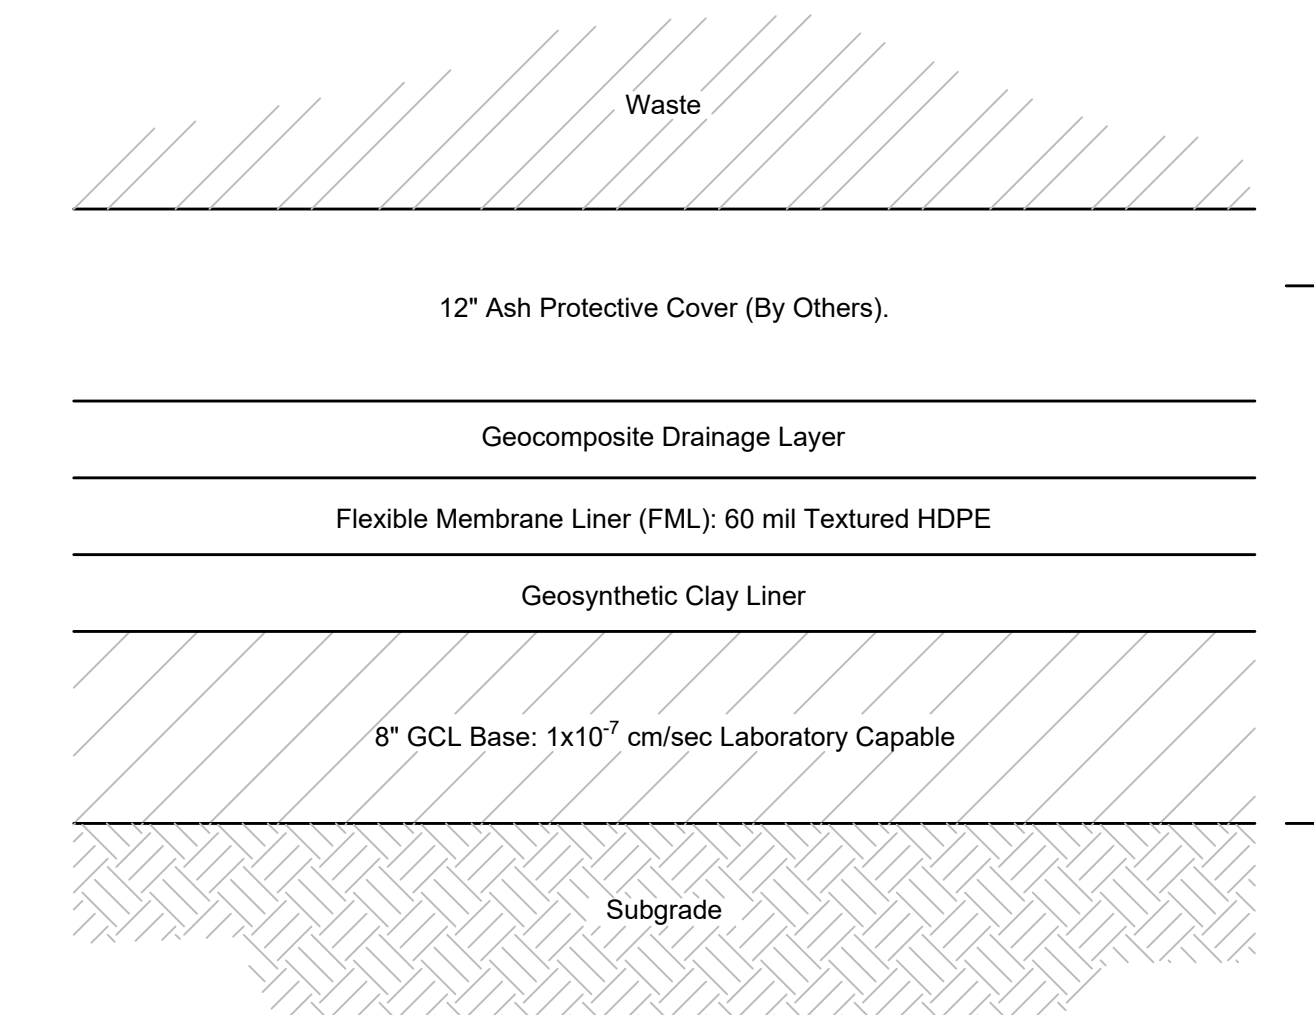 Waste
12" Ash Protective Cover (By Others).
Geocomposite Drainage Layer
Flexible Membrane Liner (FML): 60 mil Textured HDPE
Geosynthetic Clay Liner
8" GCL Base: 1x10⁻⁷ cm/sec Laboratory Capable
Subgrade